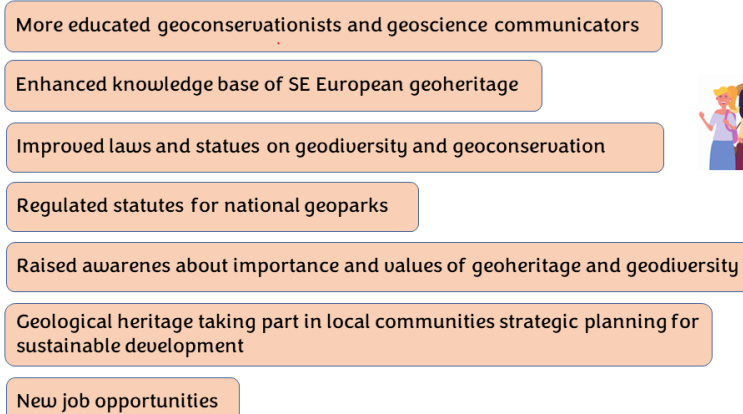 More educated geoconservationists and geoscience communicators
Enhanced knowledge base of SE European geoheritage
Improved laws and statues on geodiversity and geoconservation
Regulated statutes for national geoparks
Raised awarenes about importance and values of geoheritage and geodiversity
Geological heritage taking part in local communities strategic planning for
sustainable development
New job opportunities